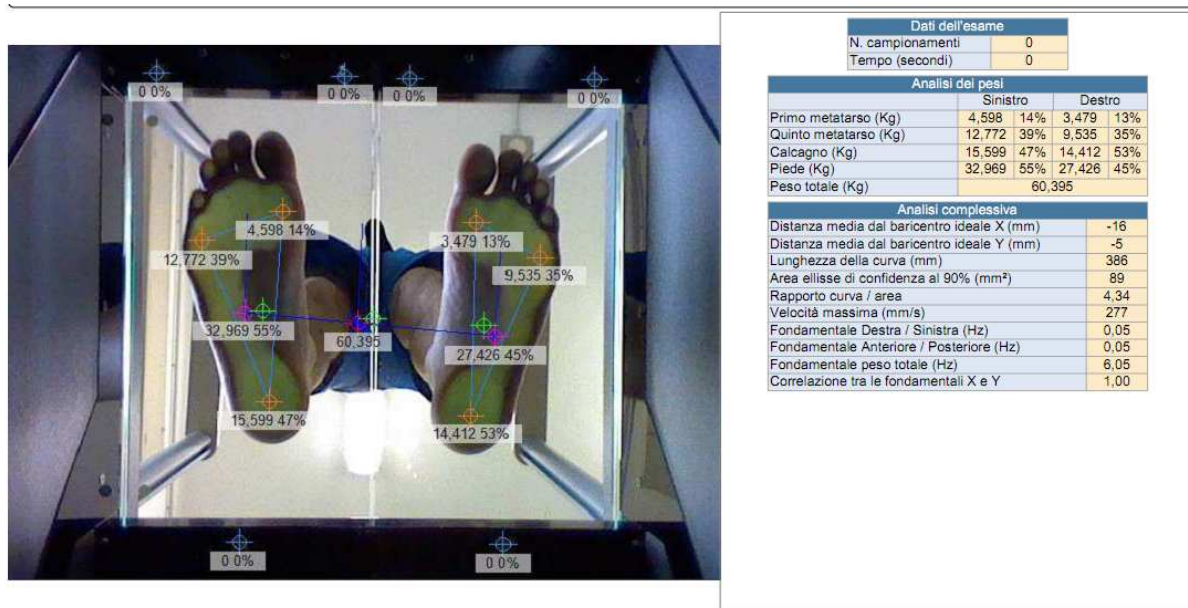 0 0%
0 0%
0 0%
0 0%
4,598 14%
3,479 13%
12,772 39%
9,535 35%
32,969 55%
60,395
27,426 45%
15,599 47%
14,412 53%
0 0%
0 0%
Dati dell'esame
N. campionamenti 0
Tempo (secondi) 0
Analisi dei pesi
Sinistro Destro
Primo metatarso (Kg) 4,598 14% 3,479 13%
Quinto metatarso (Kg) 12,772 39% 9,535 35%
Calcagno (Kg) 15,599 47% 14,412 53%
Piede (Kg) 32,969 55% 27,426 45%
Peso totale (Kg) 60,395
Analisi complessiva
Distanza media dal baricentro ideale X (mm) -16
Distanza media dal baricentro ideale Y (mm) -5
Lunghezza della curva (mm) 386
Area ellisse di confidenza al 90% (mm²) 89
Rapporto curva / area 4,34
Velocità massima (mm/s) 277
Fondamentale Destra / Sinistra (Hz) 0,05
Fondamentale Anteriore / Posteriore (Hz) 0,05
Fondamentale peso totale (Hz) 6,05
Correlazione tra le fondamentali X e Y 1,00